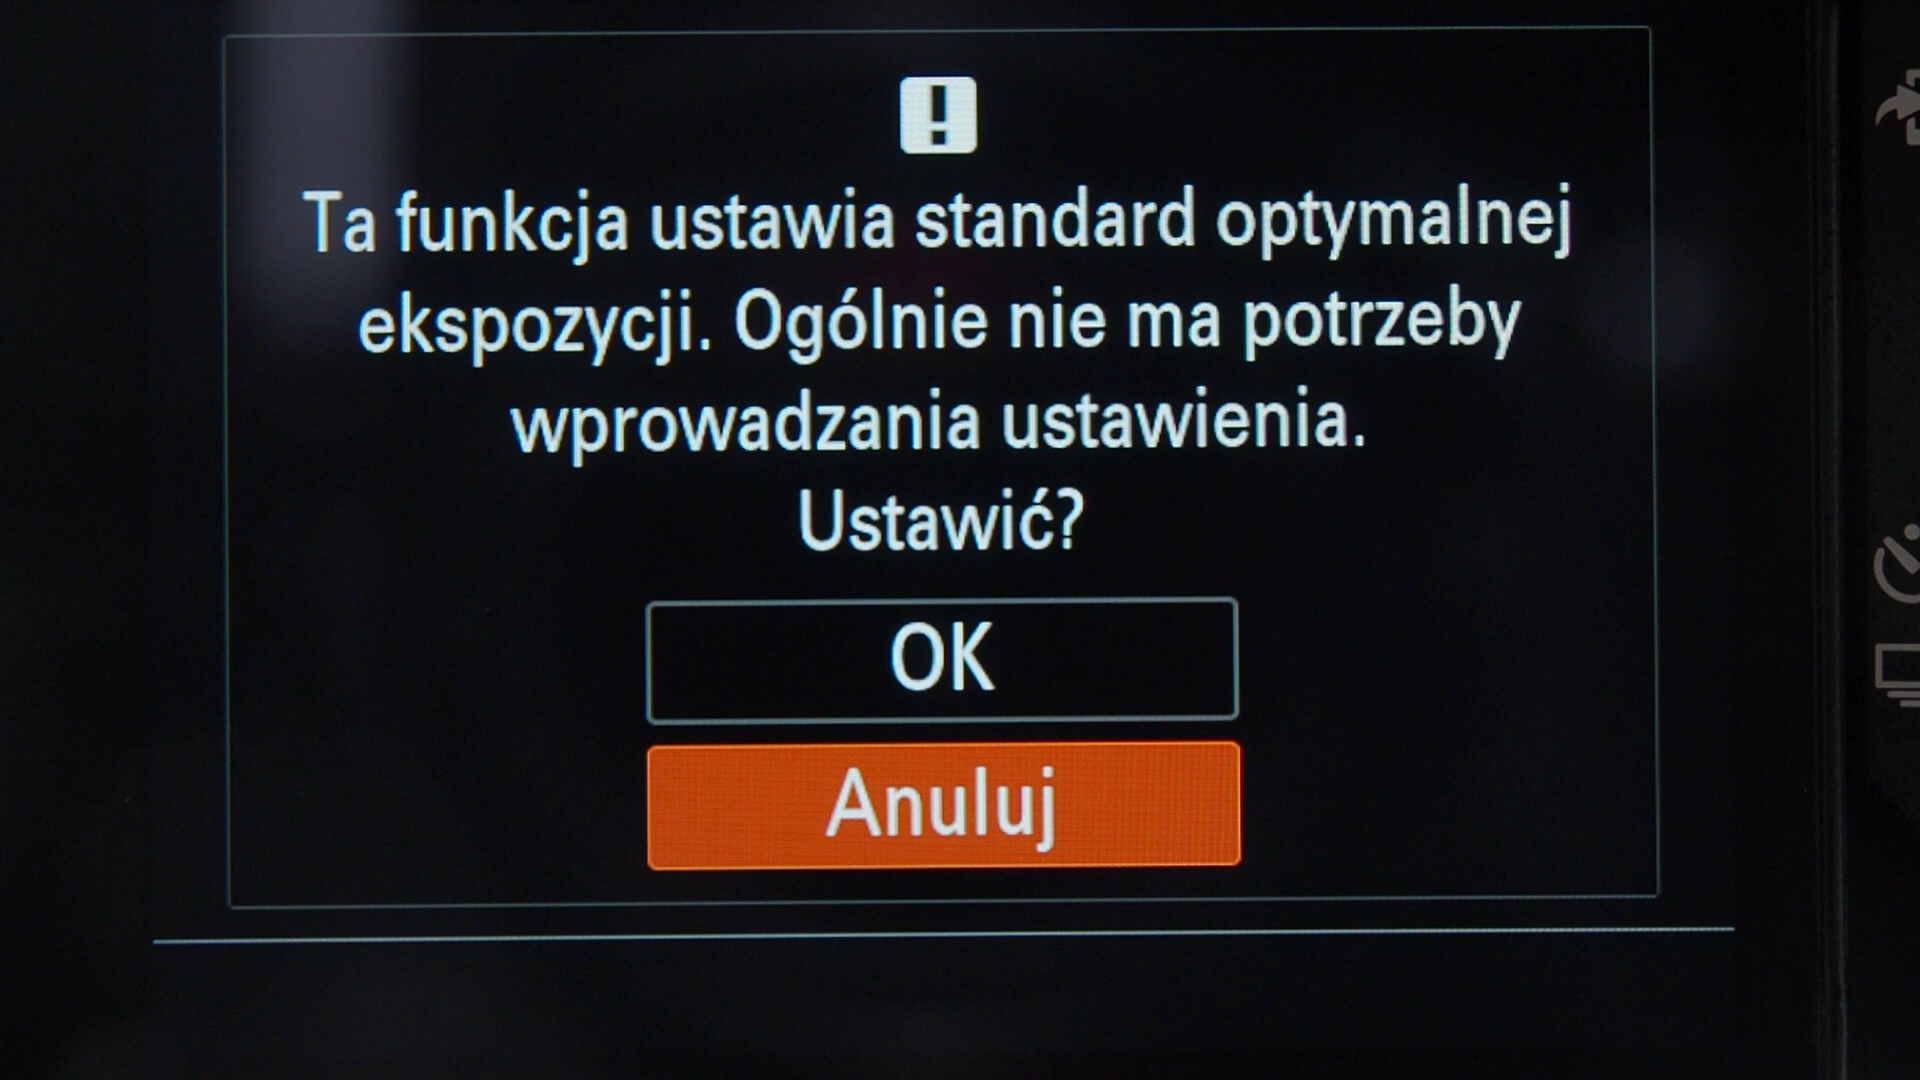 Ta funkcja ustawia standard optymalnej
ekspozycji. Ogólnie nie ma potrzeby
wprowadzania ustawienia.
Ustawić?
OK
Anuluj